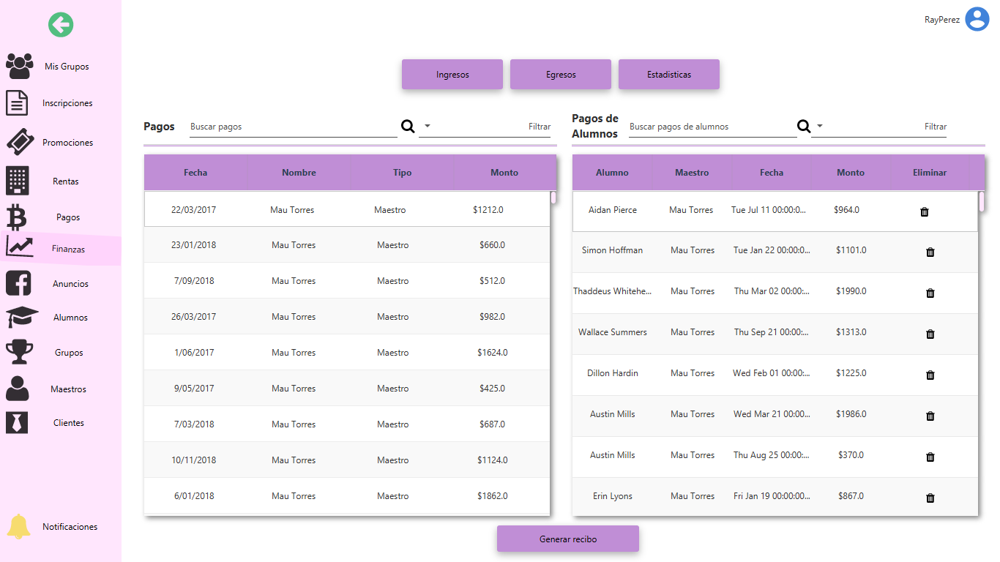 RayPerez
Mis Grupos
Inscripciones
Promociones
Rentas
Pagos
Finanzas
Anuncios
Alumnos
Grupos
Maestros
Clientes
Notificaciones
Ingresos Egresos Estadísticas
Pagos Buscar pagos Filtrar
Fecha Nombre Tipo Monto
22/03/2017 Mau Torres Maestro $1212.0
23/01/2018 Mau Torres Maestro $660.0
7/09/2018 Mau Torres Maestro $512.0
26/03/2017 Mau Torres Maestro $982.0
1/06/2017 Mau Torres Maestro $1624.0
9/05/2017 Mau Torres Maestro $425.0
7/03/2018 Mau Torres Maestro $687.0
10/11/2018 Mau Torres Maestro $1124.0
6/01/2018 Mau Torres Maestro $1862.0
Pagos de
Alumnos
Buscar pagos de alumnos Filtrar
Alumno Maestro Fecha Monto Eliminar
Aidan Pierce Mau Torres Tue Jul 11 00:00:0... $964.0
Simon Hoffman Mau Torres Tue Jan 22 00:00:0... $1101.0
Thaddeus Whitehe... Mau Torres Thu Mar 02 00:00:... $1990.0
Wallace Summers Mau Torres Thu Sep 21 00:00:... $1313.0
Dillon Hardin Mau Torres Wed Feb 01 00:00:... $1225.0
Austin Mills Mau Torres Wed Mar 21 00:00:... $1986.0
Austin Mills Mau Torres Thu Aug 25 00:00:... $370.0
Erin Lyons Mau Torres Fri Jan 19 00:00:00... $867.0
Generar recibo